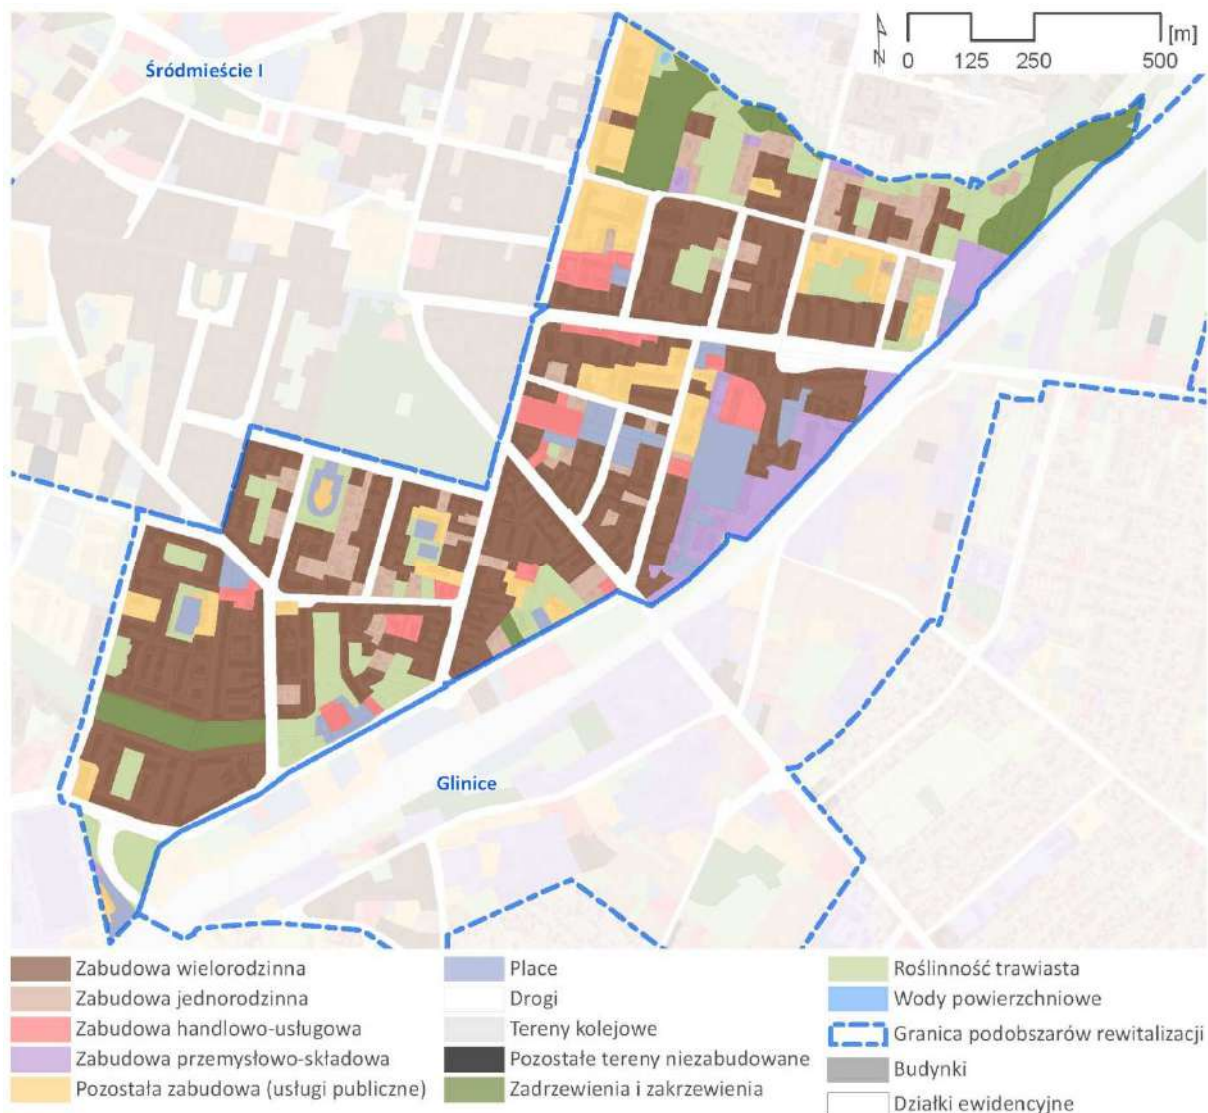 Śródmieście I
[m]
0 125 250 500
N
Glinice
Zabudowa wielorodzinna
Zabudowa jednorodzinna
Zabudowa handlowo-usługowa
Zabudowa przemysłowo-składowa
Pozostała zabudowa (usługi publiczne)
Place
Drogi
Tereny kolejowe
Pozostałe tereny niezabudowane
Zadrzewienia i zakrzewienia
Roślinność trawiasta
Wody powierzchniowe
Granica podobszarów rewitalizacji
Budynki
Działki ewidencyjne